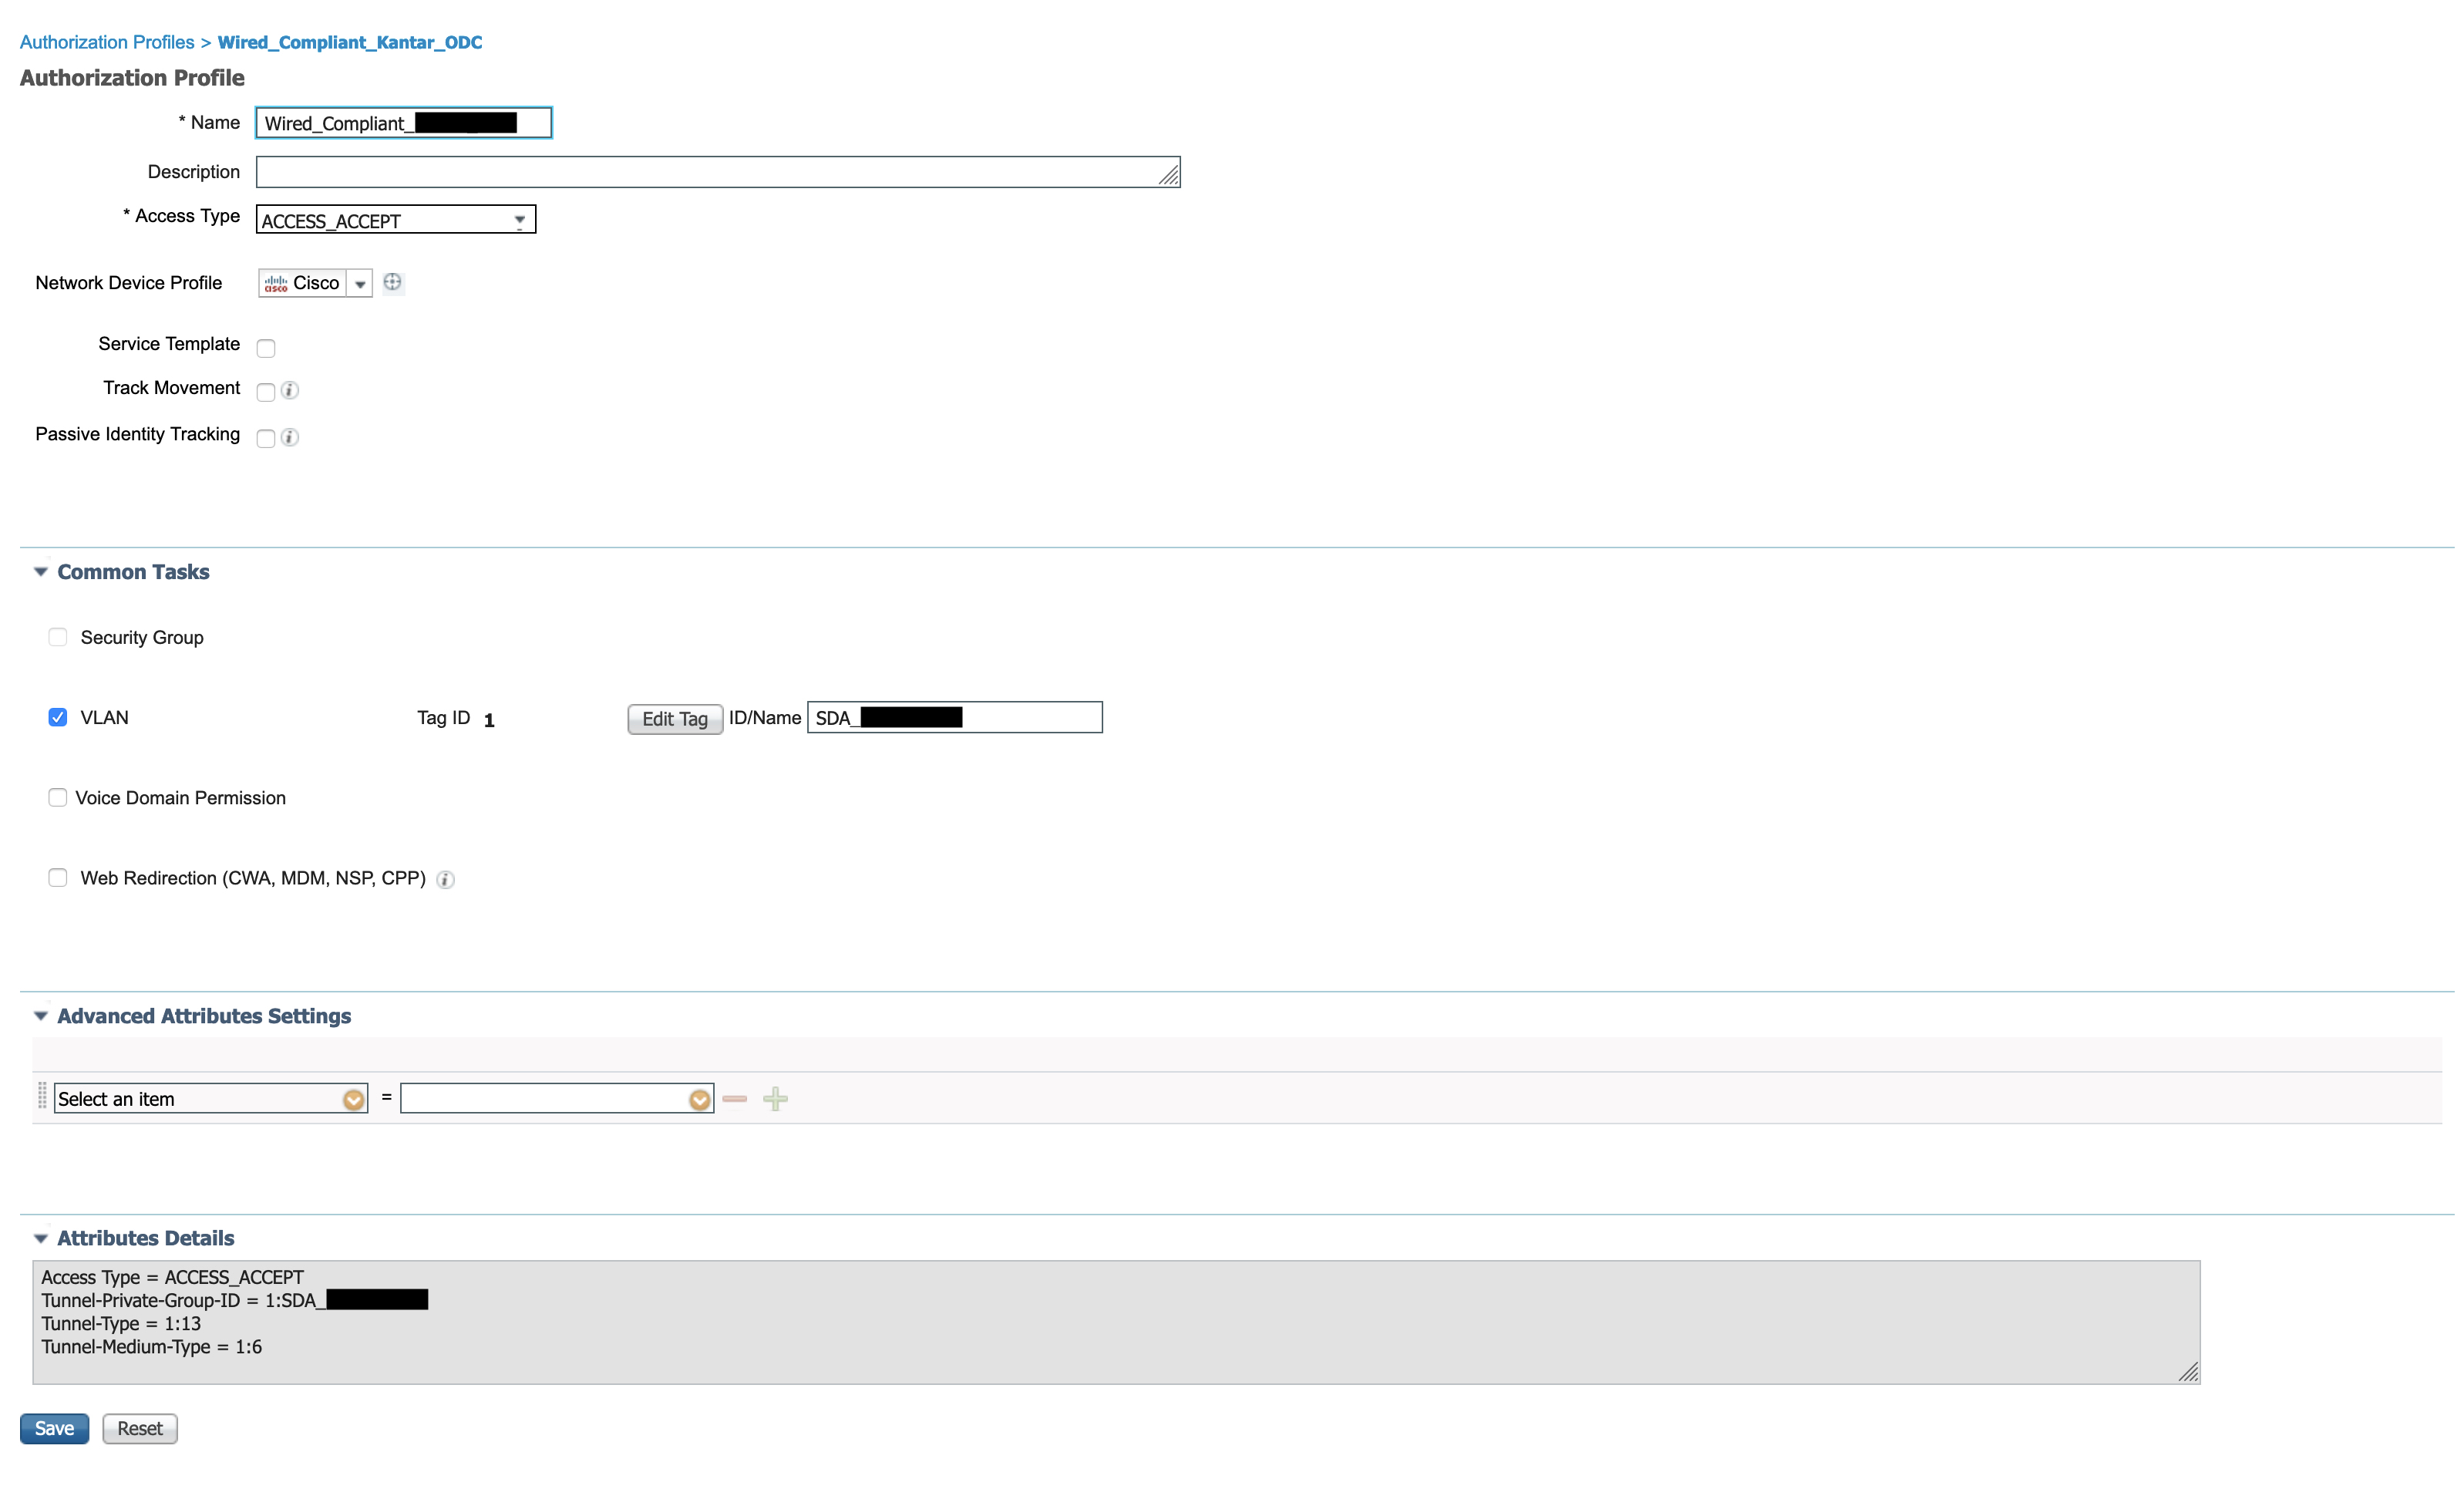 Authorization Profiles > Wired_Compliant_Kantar_ODC
Authorization Profile
* Name Wired_Compliant_
Description
* Access Type ACCESS_ACCEPT
Network Device Profile cisco Cisco
Service Template
Track Movement i
Passive Identity Tracking i
Common Tasks
Security Group
VLAN Tag ID 1 Edit Tag ID/Name SDA_
Voice Domain Permission
Web Redirection (CWA, MDM, NSP, CPP) i
Advanced Attributes Settings
Select an item =
Attributes Details
Access Type = ACCESS_ACCEPT
Tunnel-Private-Group-ID = 1:SDA_
Tunnel-Type = 1:13
Tunnel-Medium-Type = 1:6
Save Reset